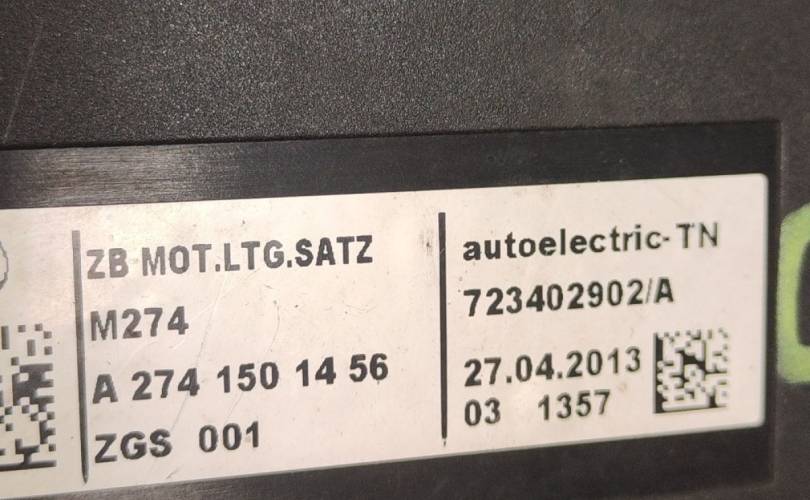 ZB MOT.LTG.SATZ
M274
A 274 150 14 56
ZGS 001
autoelectric-TN
723402902/A
27.04.2013
03 1357